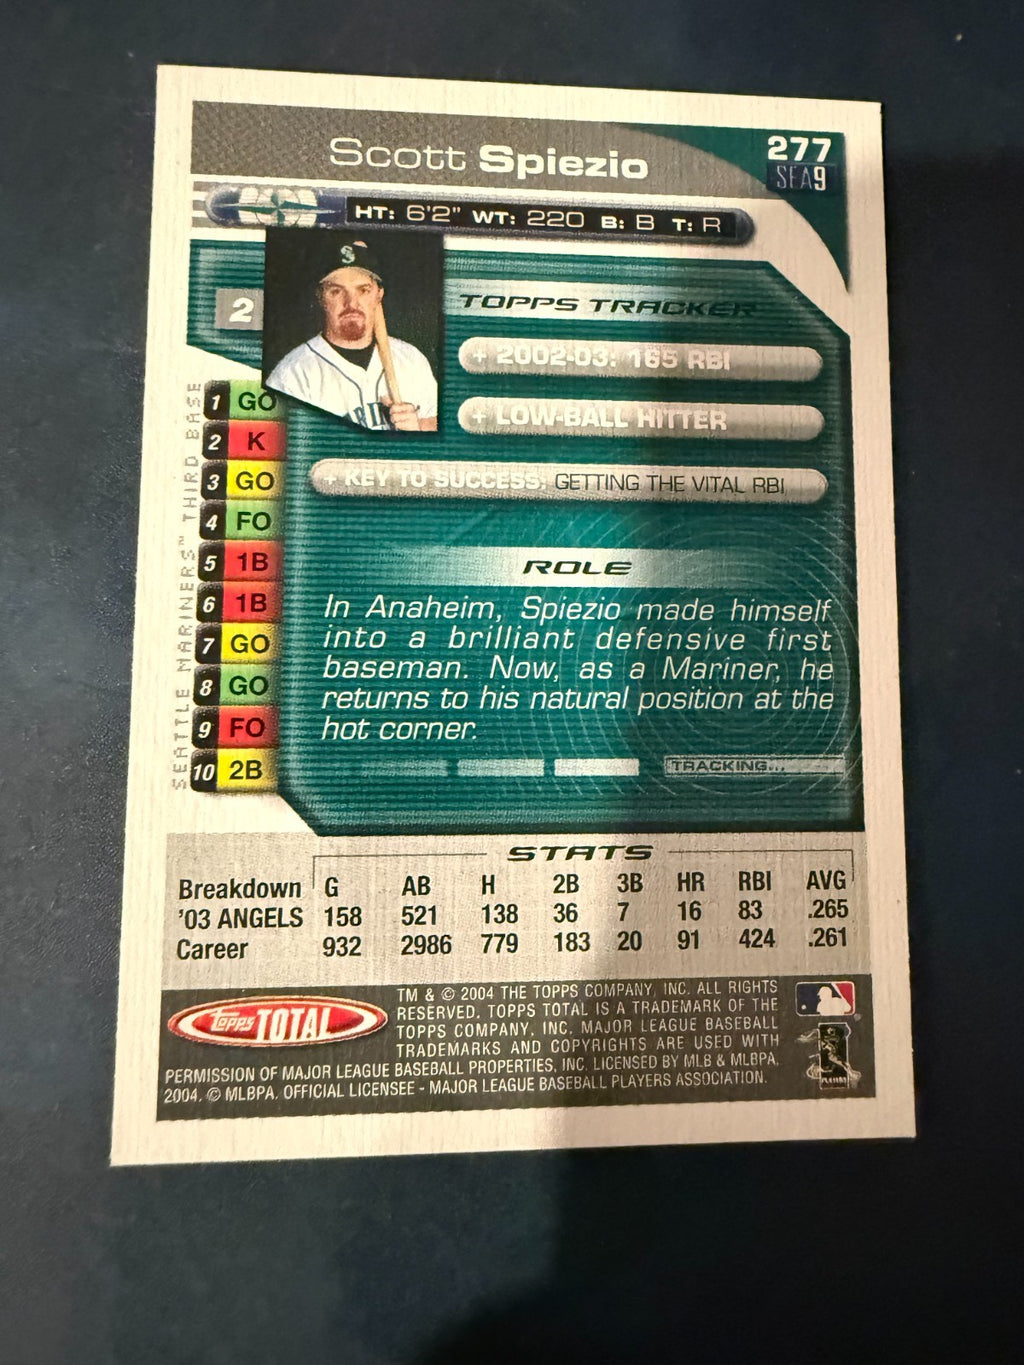 Scott Spiezio
277
SEA9
HT: 6'2" WT: 220 B: B T: R
S
2
TOPPS TRACKER
+ 2002-03: 165 RBI
+ LOW-BALL HITTER
+ KEY TO SUCCESS: GETTING THE VITAL RBI
SEATTLE MARINERS™ THIRD BASE
1 GO
2 K
3 GO
4 FO
5 1B
6 1B
7 GO
8 GO
9 FO
10 2B
ROLE
In Anaheim, Spiezio made himself
into a brilliant defensive first
baseman. Now, as a Mariner, he
returns to his natural position at the
hot corner.
TRACKING...
STATS
Breakdown G AB H 2B 3B HR RBI AVG
'03 ANGELS 158 521 138 36 7 16 83 .265
Career 932 2986 779 183 20 91 424 .261
Topps TOTAL
TM & © 2004 THE TOPPS COMPANY, INC. ALL RIGHTS
RESERVED. TOPPS TOTAL IS A TRADEMARK OF THE
TOPPS COMPANY, INC. MAJOR LEAGUE BASEBALL
TRADEMARKS AND COPYRIGHTS ARE USED WITH
PERMISSION OF MAJOR LEAGUE BASEBALL PROPERTIES, INC. LICENSED BY MLB & MLBPA.
2004. © MLBPA. OFFICIAL LICENSEE - MAJOR LEAGUE BASEBALL PLAYERS ASSOCIATION.